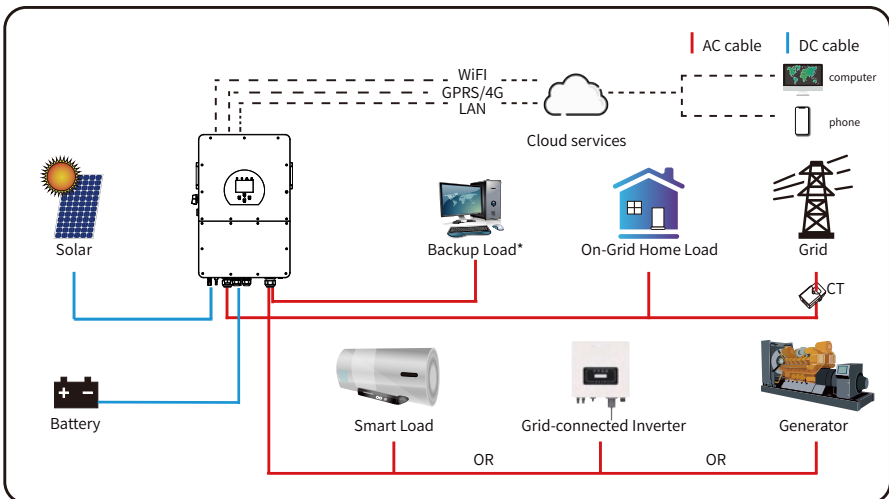 AC cable
DC cable
WiFI
GPRS/4G
LAN
computer
Cloud services
phone
Solar
Backup Load*
On-Grid Home Load
Grid
CT
Battery
Smart Load
Grid-connected Inverter
Generator
OR
OR